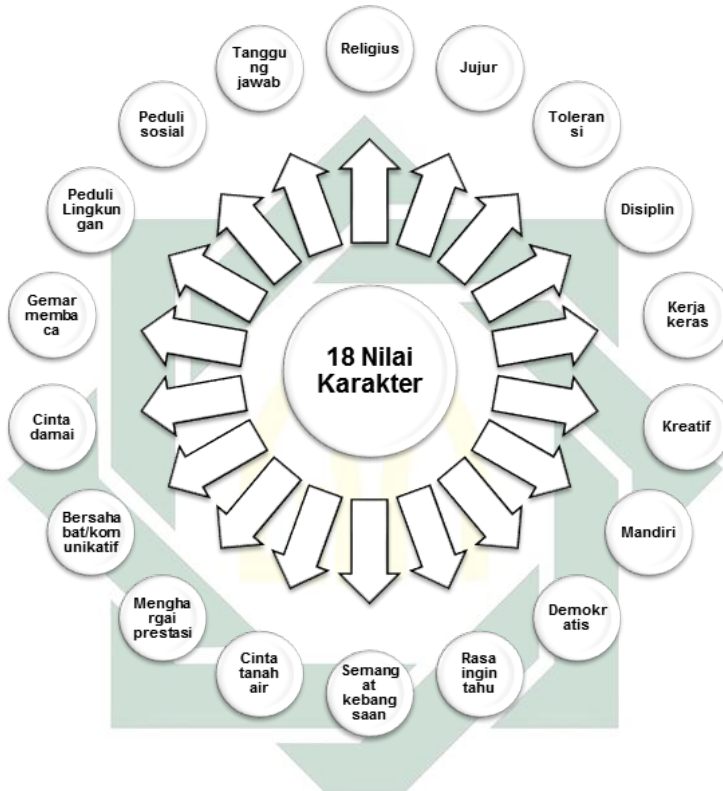 Religius
Jujur
Toleran
si
Disiplin
Kerja
keras
Kreatif
Mandiri
Demokr
atis
Rasa
ingin
tahu
Semang
at
kebang
saan
Cinta
tanah
air
Mengha
rgai
prestasi
Bersaha
bat/kom
unikatif
Cinta
damai
Gemar
memba
ca
Peduli
Lingkun
gan
Peduli
sosial
Tanggu
ng
jawab
18 Nilai
Karakter